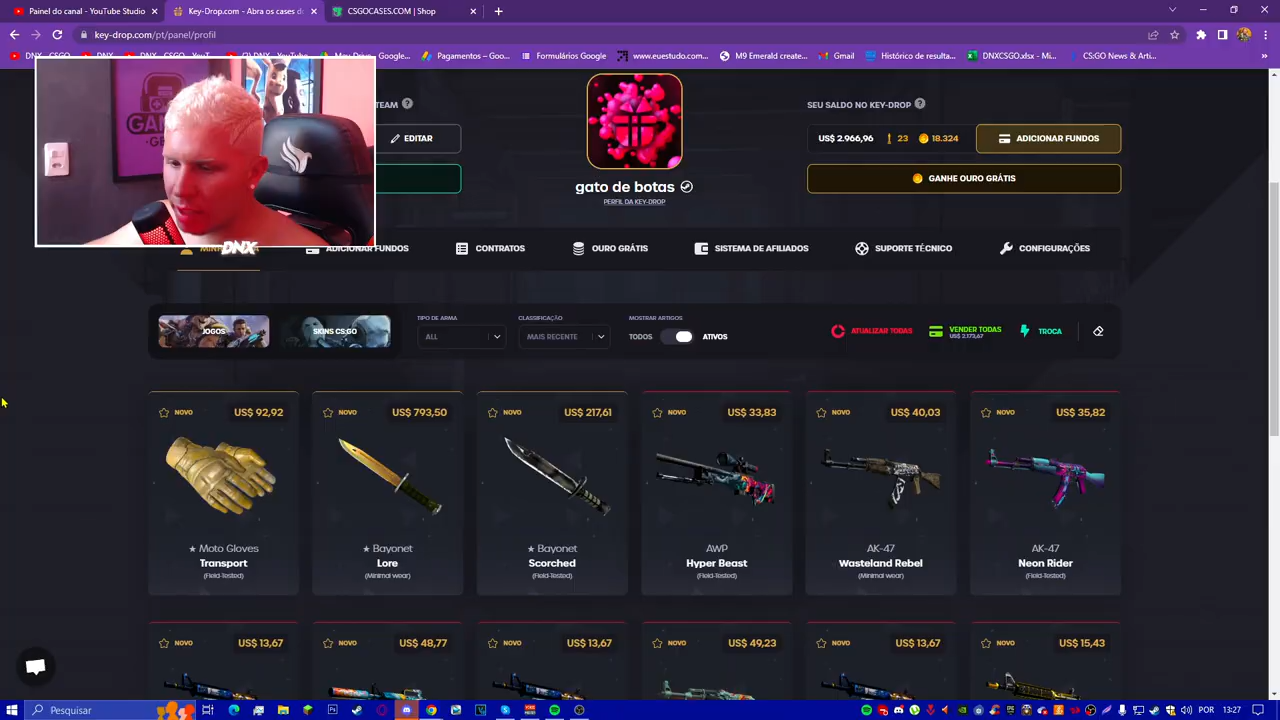 Painel do canal - YouTube Studio
Key-Drop.com - Abra os cases d
CSGOCASES.COM | Shop
key-drop.com/pt/panel/profil
Pagamentos – Goo...
Formulários Google
www.euestudo.com...
M9 Emerald creator...
Gmail
Histórico de resulta...
DNXCSGO.xlsx - Mi...
CS:GO News & Arti...
TEAM
EDITAR
SEU SALDO NO KEY-DROP
US$ 2.966,96
23
18.324
ADICIONAR FUNDOS
GANHE OURO GRÁTIS
gato de botas
PERFIL DA KEY-DROP
DNX
ADICIONAR FUNDOS
CONTRATOS
OURO GRÁTIS
SISTEMA DE AFILIADOS
SUPORTE TÉCNICO
CONFIGURAÇÕES
JOGOS
SKINS CS:GO
TIPO DE ARMA
ALL
CLASSIFICAÇÃO
MAIS RECENTE
MOSTRAR ARTIGOS
TODOS
ATIVOS
ATUALIZAR TODAS
VENDER TODAS
US$ 2.173,67
TROCA
NOVO US$ 92,92
NOVO US$ 793,50
NOVO US$ 217,61
NOVO US$ 33,83
NOVO US$ 40,03
NOVO US$ 35,82
★ Moto Gloves
Transport
(Field-Tested)
★ Bayonet
Lore
(Minimal wear)
★ Bayonet
Scorched
(Field-Tested)
AWP
Hyper Beast
(Field-Tested)
AK-47
Wasteland Rebel
(Minimal wear)
AK-47
Neon Rider
(Field-Tested)
NOVO US$ 13,67
NOVO US$ 48,77
NOVO US$ 13,67
NOVO US$ 49,23
NOVO US$ 13,67
NOVO US$ 15,43
Pesquisar
POR
13:27